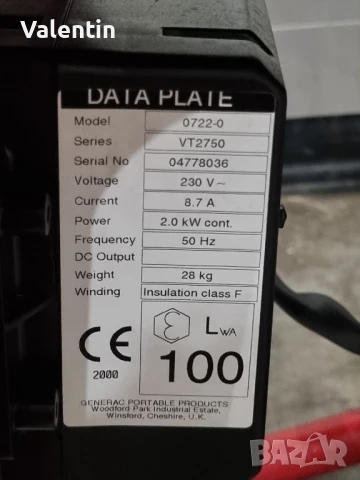 Valentin
DATA PLATE
Model 0722-0
Series VT2750
Serial No 04778036
Voltage 230 V ~
Current 8.7 A
Power 2.0 kW cont.
Frequency 50 Hz
DC Output
Weight 28 kg
Winding Insulation class F
CE
2000
LWA
100
GENERAC PORTABLE PRODUCTS
Woodford Park Industrial Estate,
Winsford, Cheshire, U.K.
BAZAR